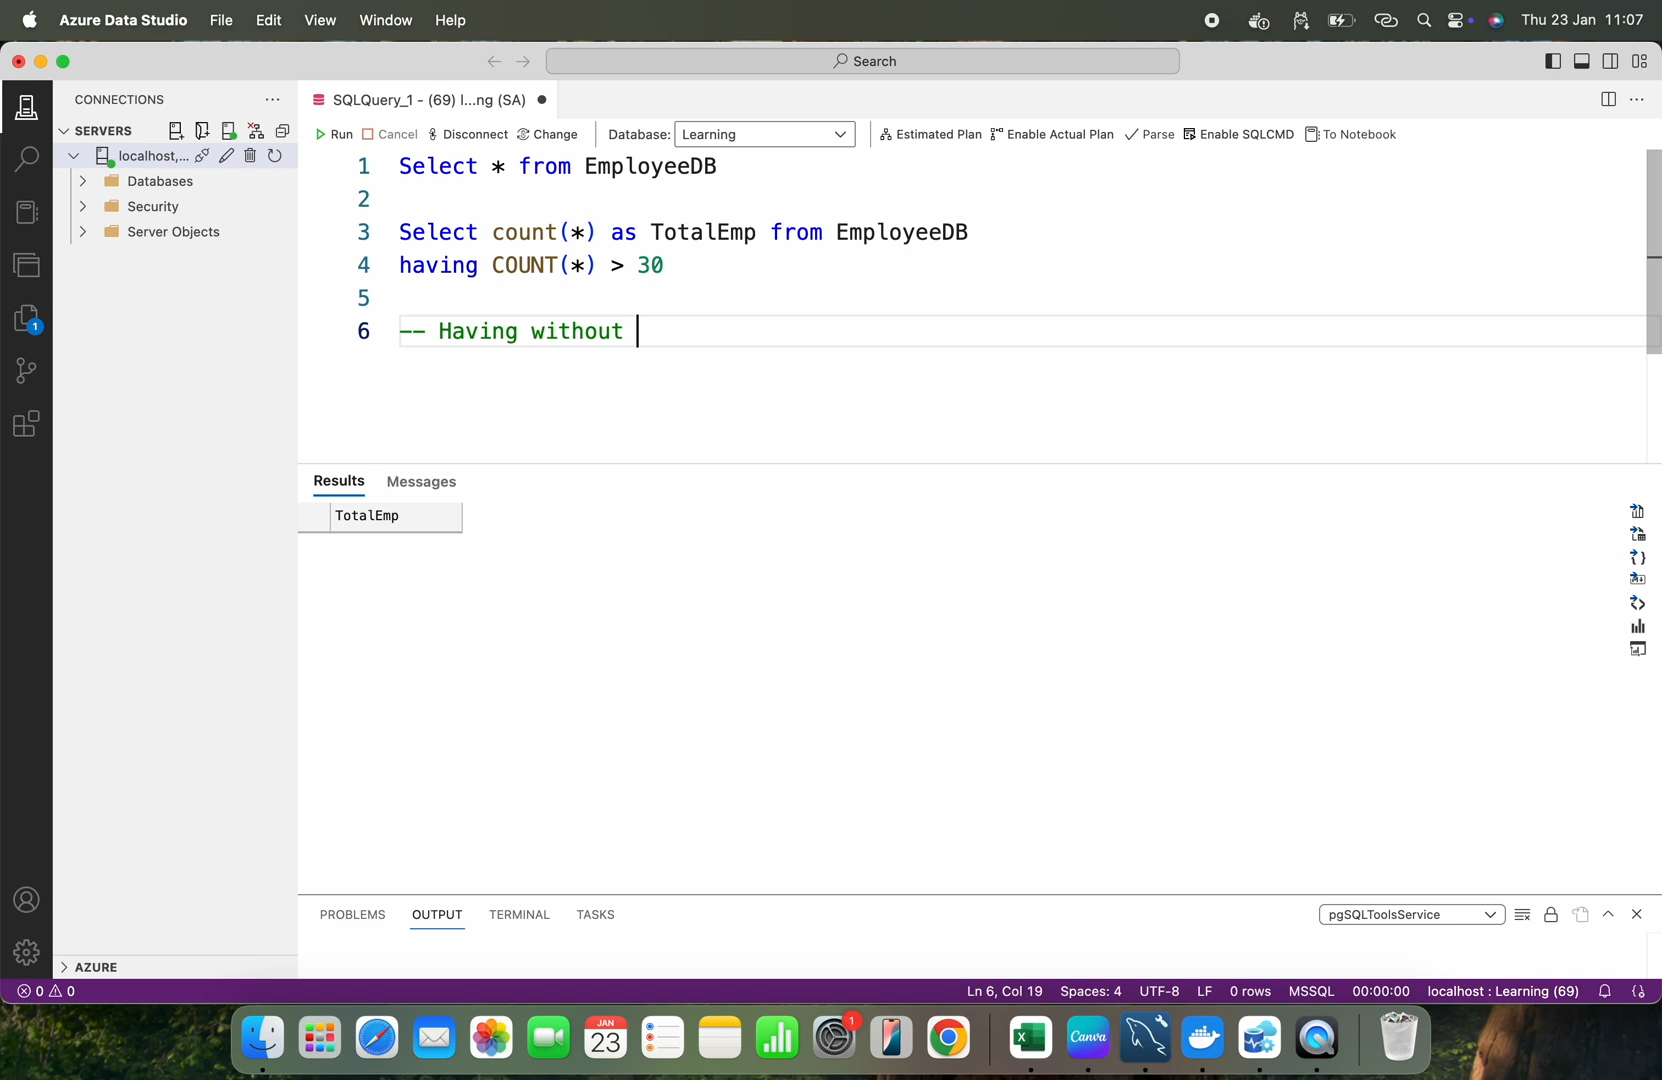 Azure Data Studio File Edit View Window Help Thu 23 Jan 11:07
Search
CONNECTIONS
SQLQuery_1 - (69) l...ng (SA)
SERVERS
Run Cancel Disconnect Change Database: Learning Estimated Plan Enable Actual Plan Parse Enable SQLCMD To Notebook
localhost,...
Databases
Security
Server Objects
1 Select * from EmployeeDB
2
3 Select count(*) as TotalEmp from EmployeeDB
4 having COUNT(*) > 30
5
6 -- Having without
1
Results Messages
TotalEmp
PROBLEMS OUTPUT TERMINAL TASKS pgSQLToolsService
AZURE
0 0 Ln 6, Col 19 Spaces: 4 UTF-8 LF 0 rows MSSQL 00:00:00 localhost : Learning (69)
JAN
23
1
Canva